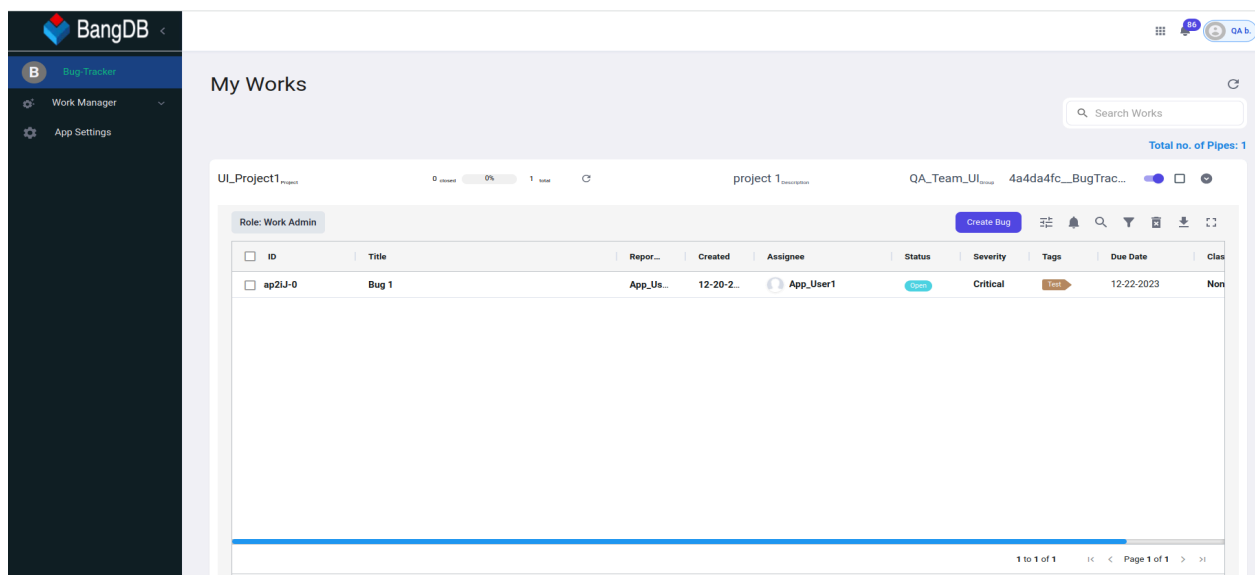 BangDB
86
QA b.
B Bug-Tracker
Work Manager
App Settings
My Works
Search Works
Total no. of Pipes: 1
UI_Project1 Project 0 closed 0% 1 total project 1 Description QA_Team_UI Group 4a4da4fc__BugTrac...
Role: Work Admin Create Bug
ID Title Repor... Created Assignee Status Severity Tags Due Date Clas
ap2iJ-0 Bug 1 App_Us... 12-20-2... App_User1 Open Critical Test 12-22-2023 Non
1 to 1 of 1 Page 1 of 1